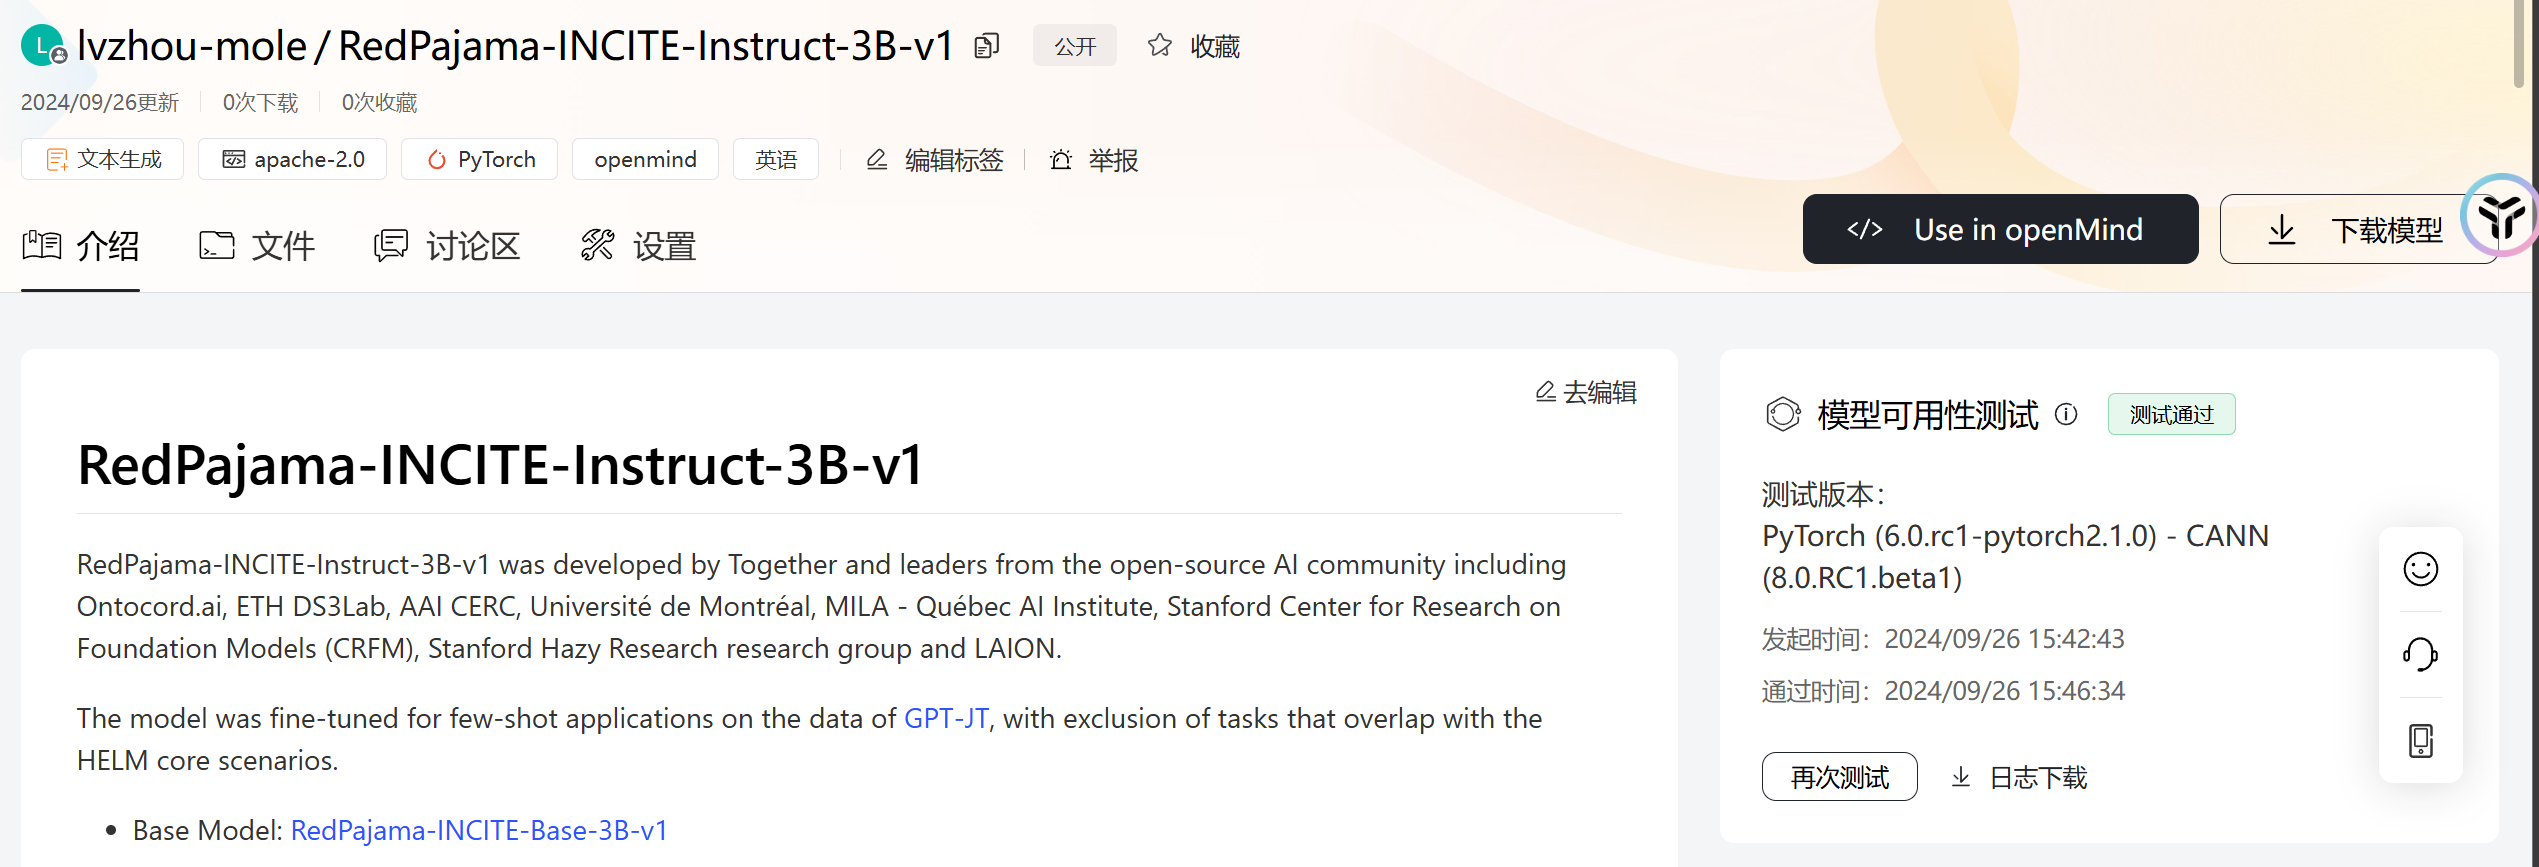 L lvzhou-mole / RedPajama-INCITE-Instruct-3B-v1 公开 收藏
2024/09/26更新 0次下载 0次收藏
文本生成 apache-2.0 PyTorch openmind 英语 编辑标签 举报
介绍 文件 讨论区 设置 </> Use in openMind 下载模型
去编辑
RedPajama-INCITE-Instruct-3B-v1
RedPajama-INCITE-Instruct-3B-v1 was developed by Together and leaders from the open-source AI community including
Ontocord.ai, ETH DS3Lab, AAI CERC, Université de Montréal, MILA - Québec AI Institute, Stanford Center for Research on
Foundation Models (CRFM), Stanford Hazy Research research group and LAION.
The model was fine-tuned for few-shot applications on the data of GPT-JT, with exclusion of tasks that overlap with the
HELM core scenarios.
• Base Model: RedPajama-INCITE-Base-3B-v1
模型可用性测试 测试通过
测试版本：
PyTorch (6.0.rc1-pytorch2.1.0) - CANN
(8.0.RC1.beta1)
发起时间：2024/09/26 15:42:43
通过时间：2024/09/26 15:46:34
再次测试 日志下载